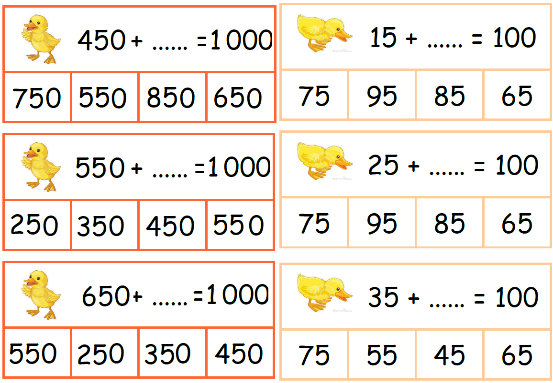 450 + ...... = 1000
750 550 850 650
15 + ...... = 100
75 95 85 65
550 + ...... = 1000
250 350 450 550
25 + ...... = 100
75 95 85 65
650 + ...... = 1000
550 250 350 450
35 + ...... = 100
75 55 45 65